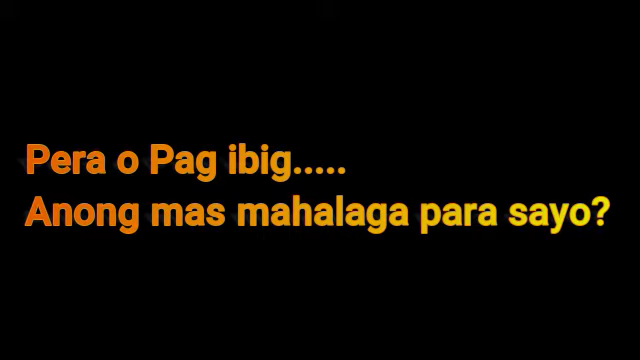 Pera o Pag ibig.....
Anong mas mahalaga para sayo?